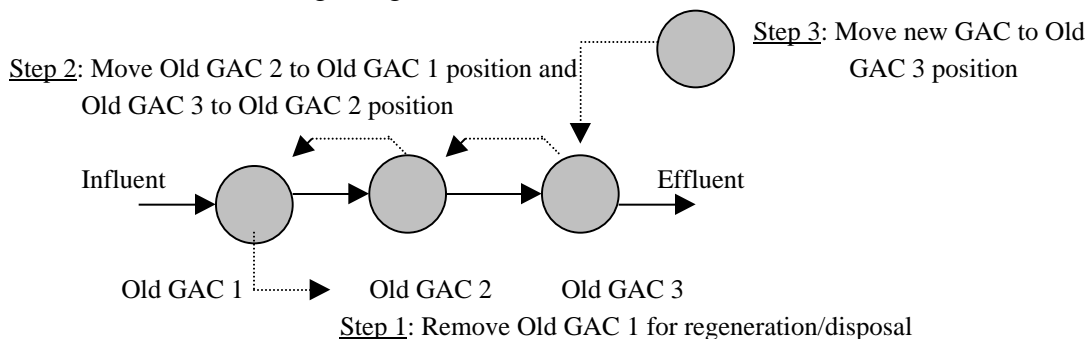 Step 3: Move new GAC to Old
GAC 3 position
Step 2: Move Old GAC 2 to Old GAC 1 position and
Old GAC 3 to Old GAC 2 position
Influent
Effluent
Old GAC 1
Old GAC 2
Old GAC 3
Step 1: Remove Old GAC 1 for regeneration/disposal